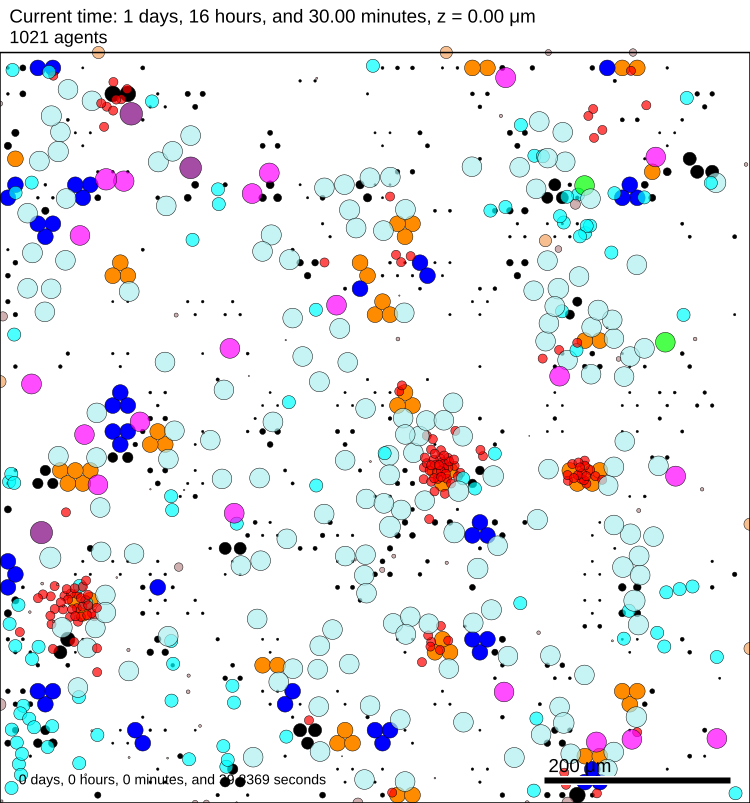 Current time: 1 days, 16 hours, and 30.00 minutes, z = 0.00 μm
1021 agents
200 μm
0 days, 0 hours, 0 minutes, and seconds